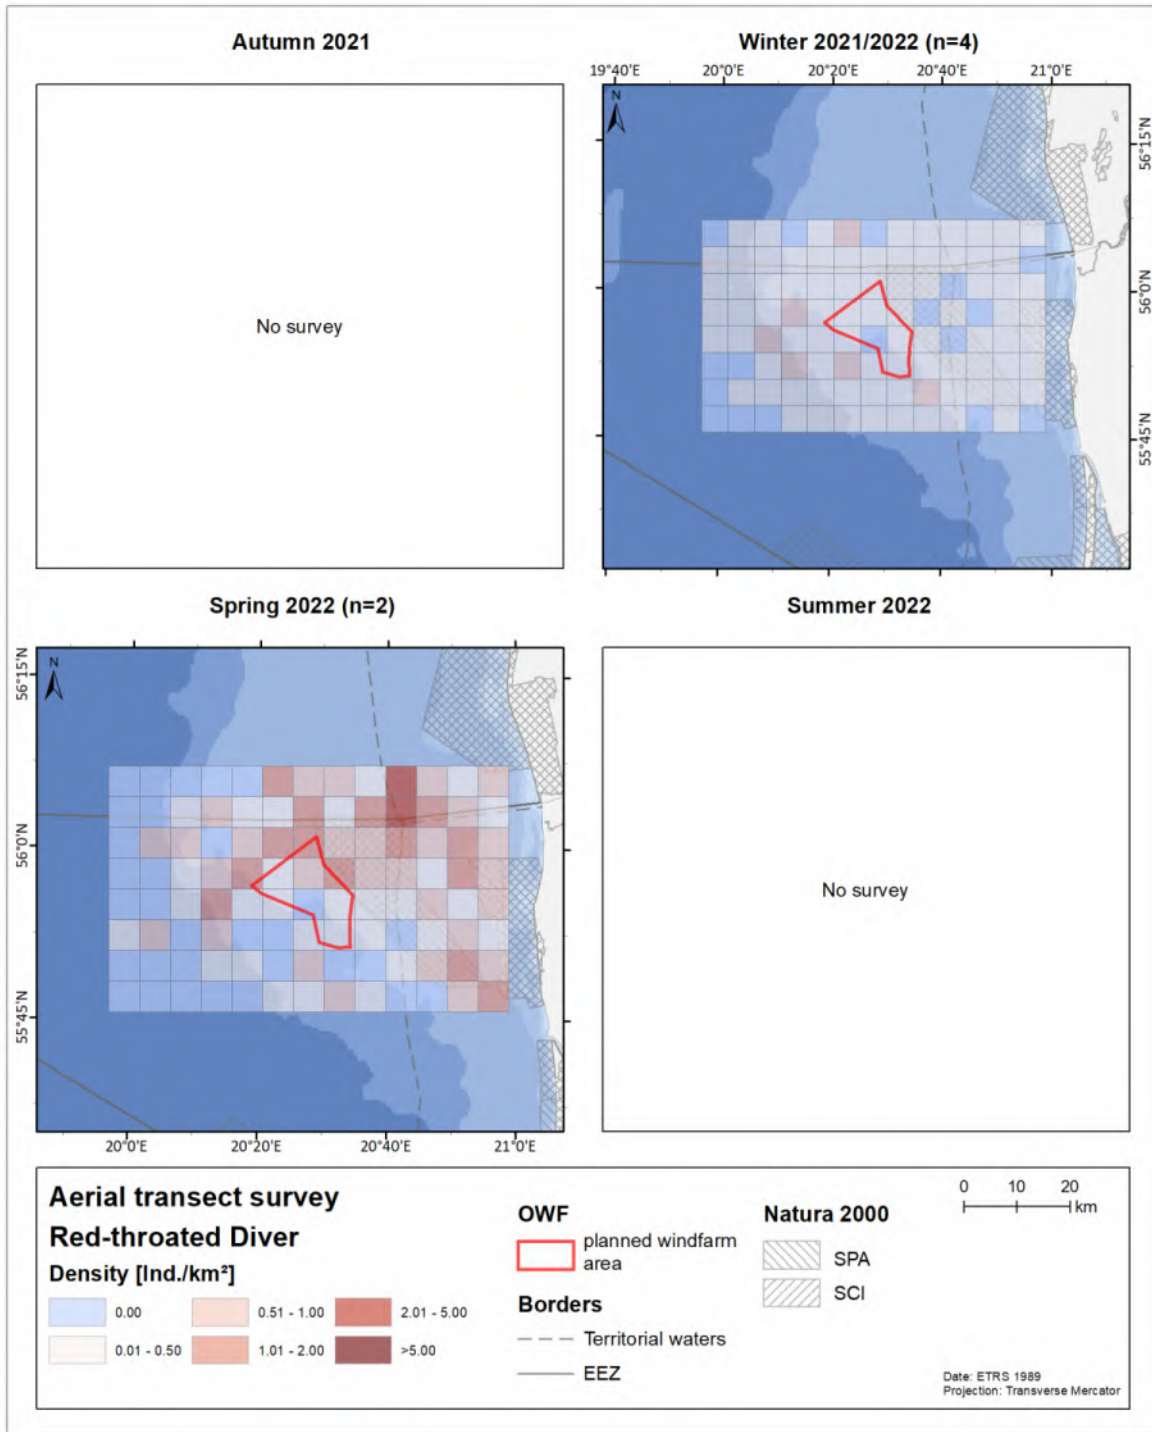 Autumn 2021
Winter 2021/2022 (n=4)
19°40'E 20°0'E 20°20'E 20°40'E 21°0'E
No survey
N
56°15'N
56°0'N
55°45'N
Spring 2022 (n=2)
Summer 2022
N
56°15'N
56°0'N
55°45'N
No survey
20°0'E 20°20'E 20°40'E 21°0'E
Aerial transect survey
Red-throated Diver
Density [Ind./km²]
0.00
0.51 - 1.00
2.01 - 5.00
0.01 - 0.50
1.01 - 2.00
>5.00
OWF
planned windfarm
area
Borders
Territorial waters
EEZ
Natura 2000
SPA
SCI
0 10 20
km
Date: ETRS 1989
Projection: Transverse Mercator